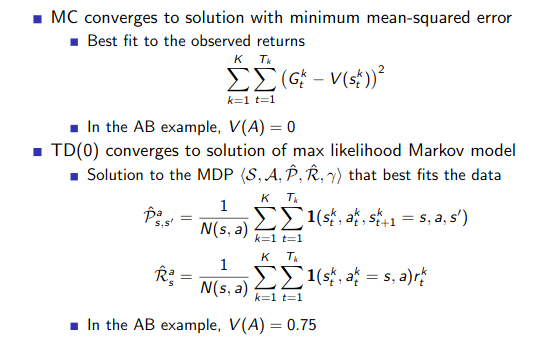 MC converges to solution with minimum mean-squared error
Best fit to the observed returns
$\sum_{k=1}^{K} \sum_{t=1}^{T_k} (G_t^k - V(s_t^k))^2$
In the AB example, $V(A) = 0$
TD(0) converges to solution of max likelihood Markov model
Solution to the MDP $\langle \mathcal{S}, \mathcal{A}, \hat{\mathcal{P}}, \hat{\mathcal{R}}, \gamma \rangle$ that best fits the data
$\hat{\mathcal{P}}_{s,s'}^a = \frac{1}{N(s,a)} \sum_{k=1}^{K} \sum_{t=1}^{T_k} \mathbf{1}(s_t^k, a_t^k, s_{t+1}^k = s, a, s')$
$\hat{\mathcal{R}}_s^a = \frac{1}{N(s,a)} \sum_{k=1}^{K} \sum_{t=1}^{T_k} \mathbf{1}(s_t^k, a_t^k = s, a) r_t^k$
In the AB example, $V(A) = 0.75$